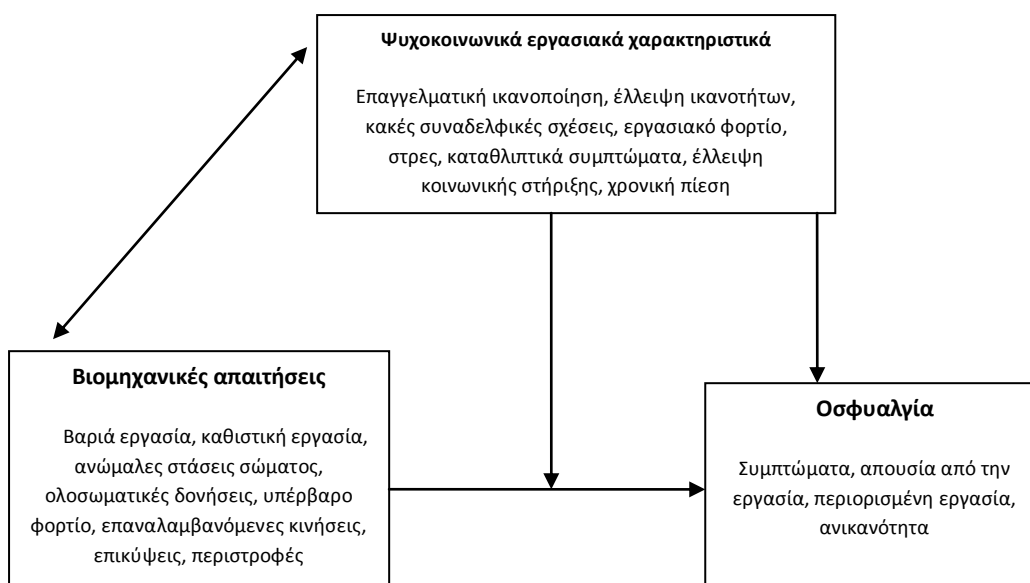 Ψυχοκοινωνικά εργασιακά χαρακτηριστικά
Επαγγελματική ικανοποίηση, έλλειψη ικανοτήτων,
κακές συναδελφικές σχέσεις, εργασιακό φορτίο,
στρες, καταθλιπτικά συμπτώματα, έλλειψη
κοινωνικής στήριξης, χρονική πίεση
Βιομηχανικές απαιτήσεις
Βαριά εργασία, καθιστική εργασία,
ανώμαλες στάσεις σώματος,
ολοσωματικές δονήσεις, υπέρβαρο
φορτίο, επαναλαμβανόμενες κινήσεις,
επικύψεις, περιστροφές
Οσφυαλγία
Συμπτώματα, απουσία από την
εργασία, περιορισμένη εργασία,
ανικανότητα